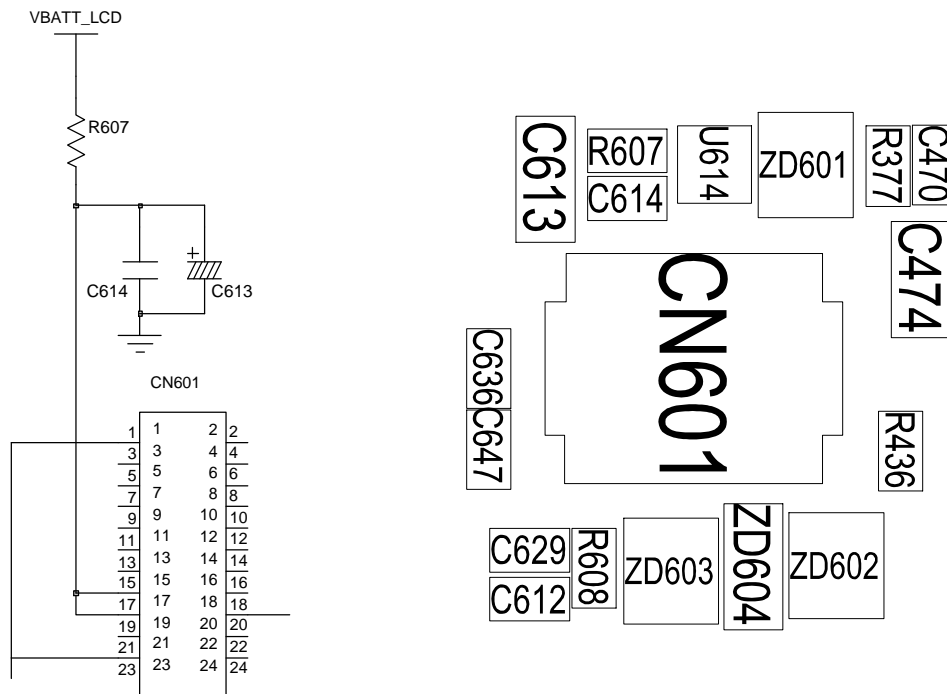 VBATT_LCD
R607
C614
+
C613
CN601
1 1 2 2
3 3 4 4
5 5 6 6
7 7 8 8
9 9 10 10
11 11 12 12
13 13 14 14
15 15 16 16
17 17 18 18
19 19 20 20
21 21 22 22
23 23 24 24
C613
R607
C614
U614
ZD601
R377
C470
C474
CN601
C636
C647
R436
C629
C612
R608
ZD603
ZD604
ZD602